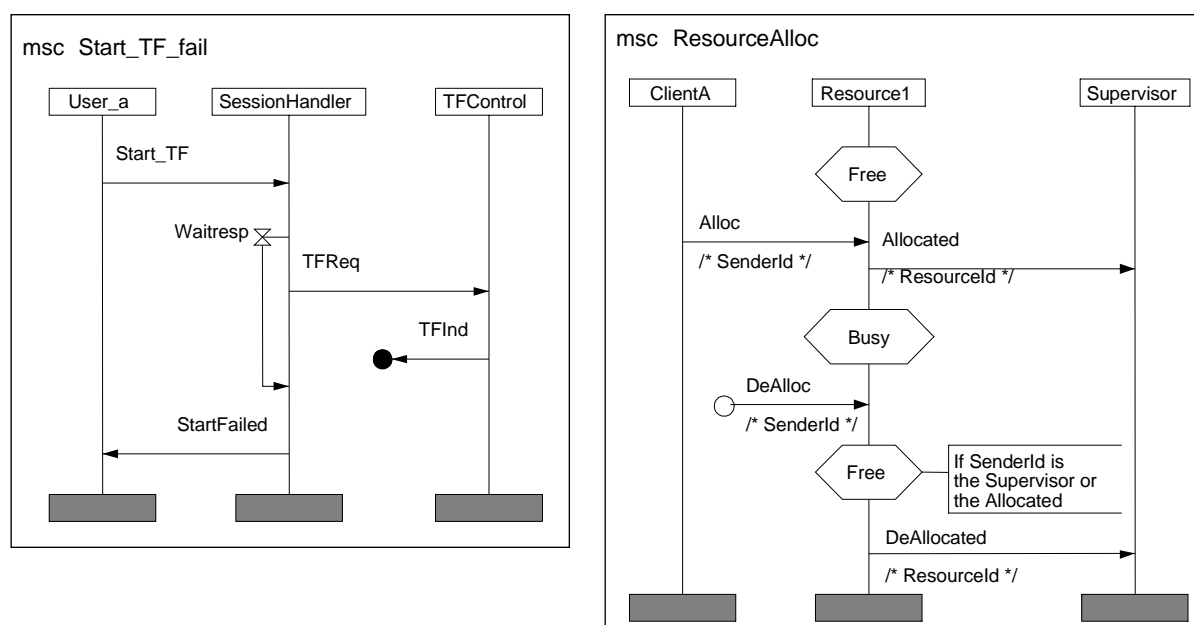 msc Start_TF_fail
User_a
SessionHandler
TFControl
Start_TF
Waitresp
TFReq
TFInd
StartFailed
msc ResourceAlloc
ClientA
Resource1
Supervisor
Free
Alloc
/* SenderId */
Allocated
/* ResourceId */
Busy
DeAlloc
/* SenderId */
Free
If SenderId is
the Supervisor or
the Allocated
DeAllocated
/* ResourceId */